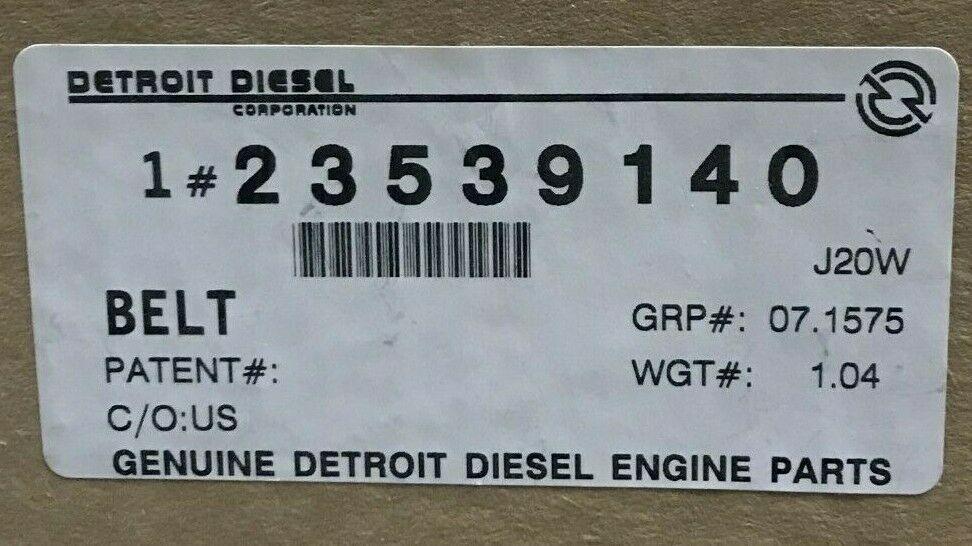 DETROIT DIESEL
CORPORATION
1 # 23539140
J20W
BELT
GRP#: 07.1575
PATENT#:
WGT#: 1.04
C/O:US
GENUINE DETROIT DIESEL ENGINE PARTS